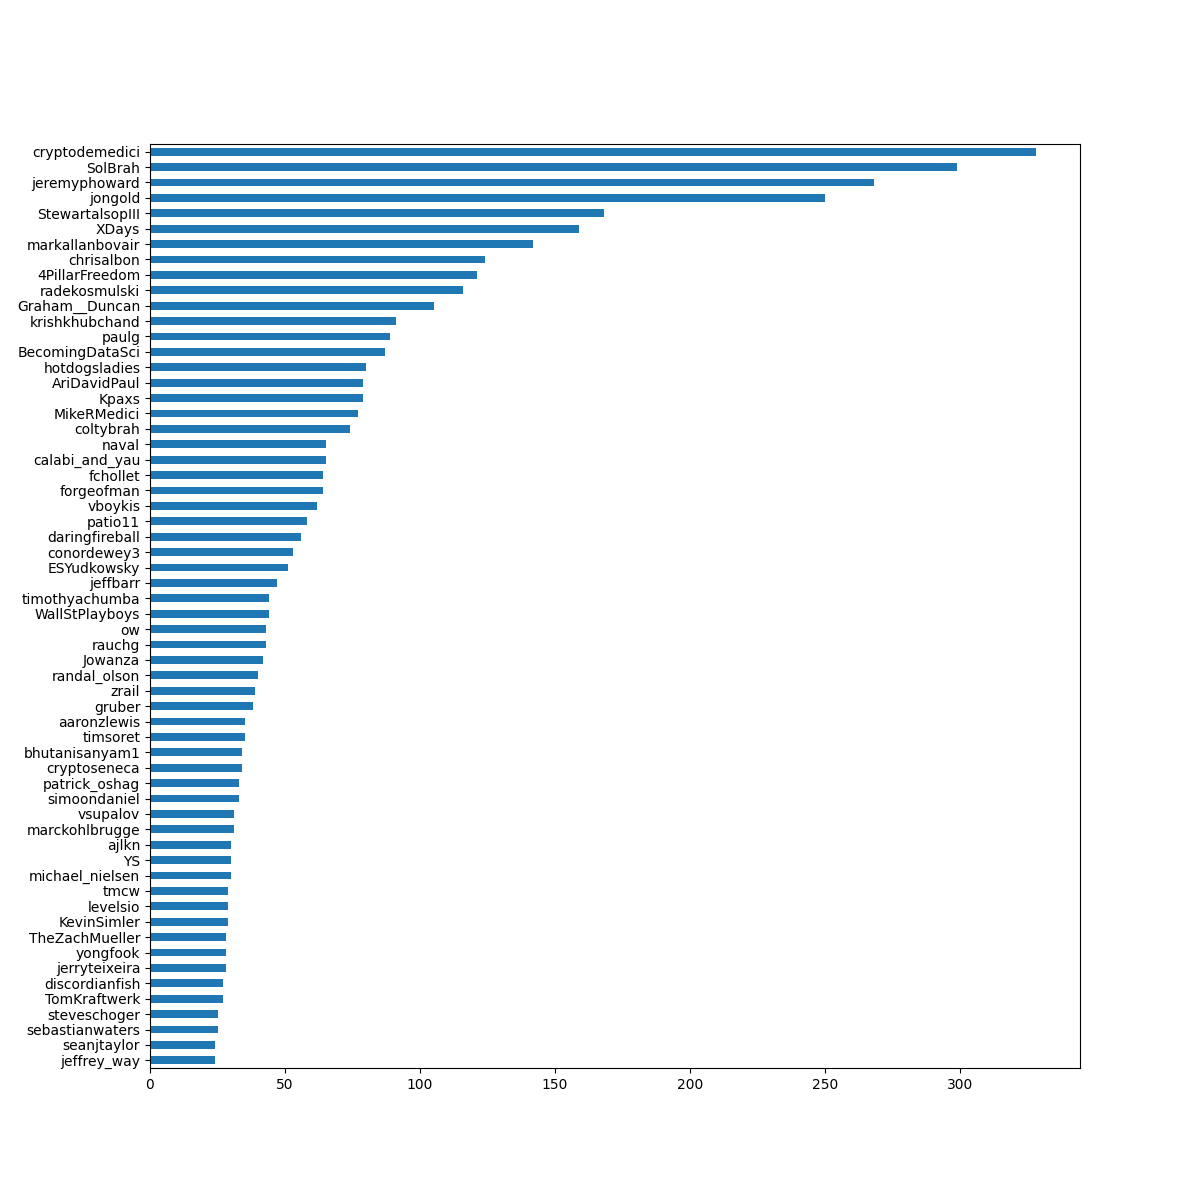 cryptodemedici
SolBrah
jeremyphoward
jongold
StewartalsopIII
XDays
markallanbovair
chrisalbon
4PillarFreedom
radekosmulski
Graham__Duncan
krishkhubchand
paulg
BecomingDataSci
hotdogsladies
AriDavidPaul
Kpaxs
MikeRMedici
coltybrah
naval
calabi_and_yau
fchollet
forgeofman
vboykis
patio11
daringfireball
conordewey3
ESYudkowsky
jeffbarr
timothyachumba
WallStPlayboys
ow
rauchg
Jowanza
randal_olson
zrail
gruber
aaronzlewis
timsoret
bhutanisanyam1
cryptoseneca
patrick_oshag
simoondaniel
vsupalov
marckohlbrugge
ajlkn
YS
michael_nielsen
tmcw
levelsio
KevinSimler
TheZachMueller
yongfook
jerryteixeira
discordianfish
TomKraftwerk
steveschoger
sebastianwaters
seanjtaylor
jeffrey_way
0 50 100 150 200 250 300